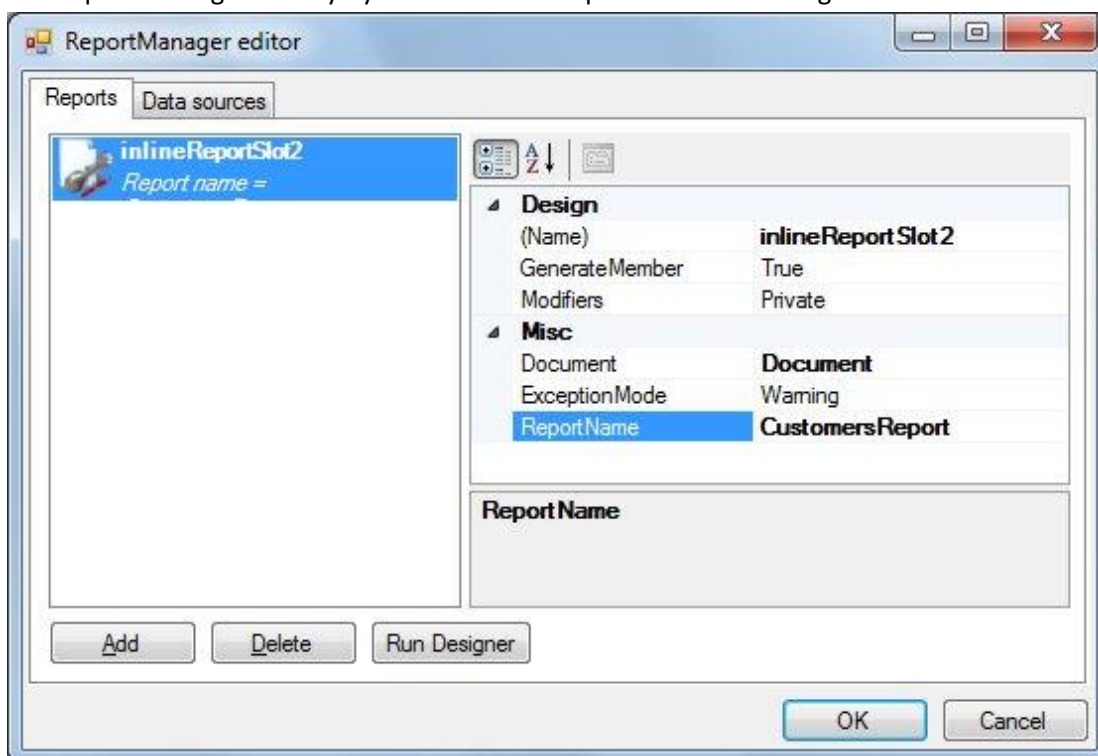 ReportManager editor
Reports
Data sources
inlineReportSlot2
Report name =
Design
(Name) inlineReportSlot2
GenerateMember True
Modifiers Private
Misc
Document Document
ExceptionMode Warning
ReportName CustomersReport
ReportName
Add
Delete
Run Designer
OK
Cancel